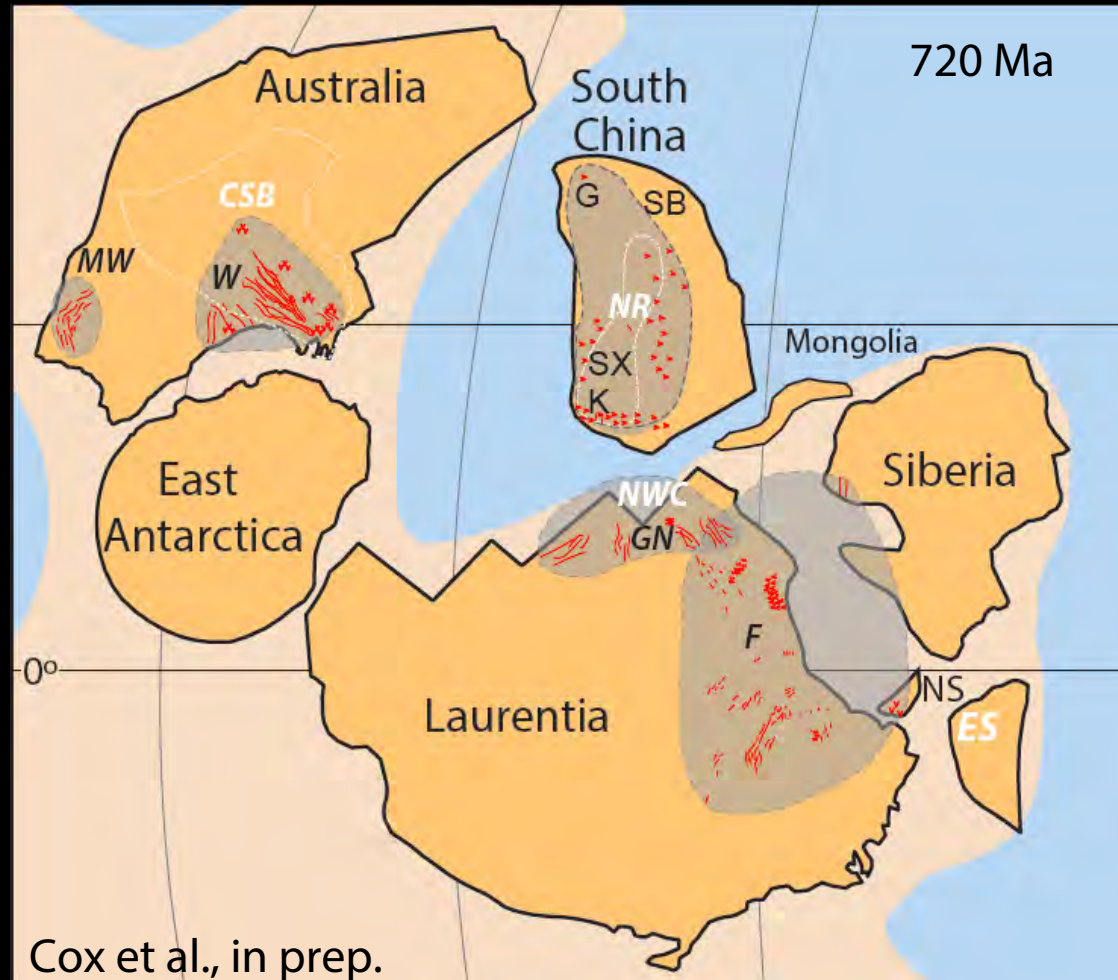 720 Ma
Australia
South
China
CSB
G
SB
MW
W
NR
Mongolia
SX
K
East
Antarctica
Siberia
NWC
GN
F
0º
NS
Laurentia
ES
Cox et al., in prep.